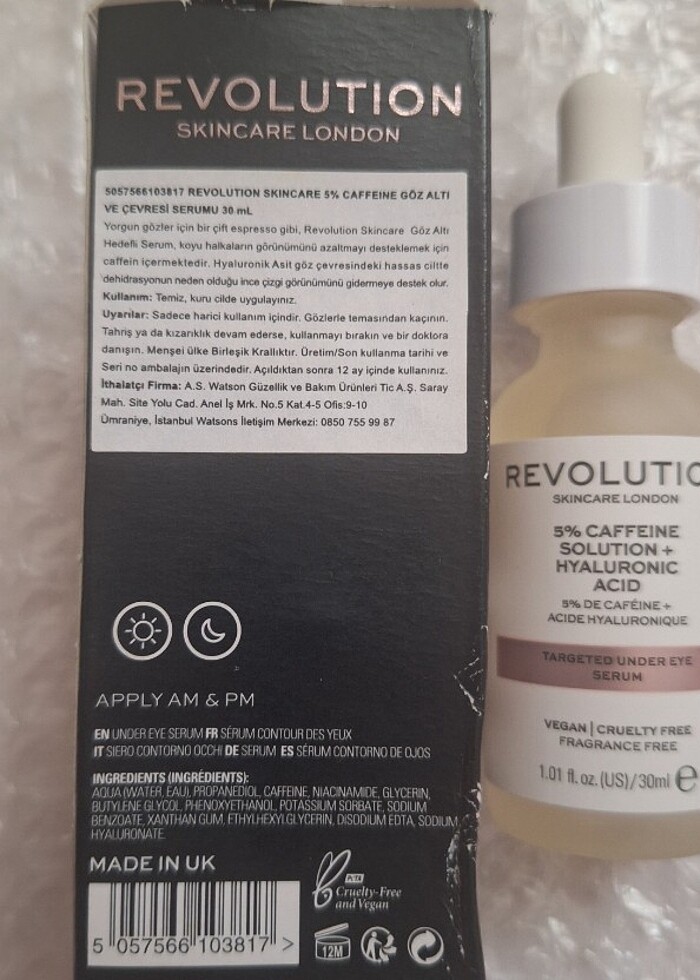 REVOLUTION
SKINCARE LONDON
5057566103817 REVOLUTION SKINCARE 5% CAFFEINE GÖZ ALTI
VE ÇEVRESİ SERUMU 30 mL
Yorgun gözler için bir çift espresso gibi, Revolution Skincare Göz Altı
Hedefli Serum, koyu halkaların görünümünü azaltmayı desteklemek için
caffein içermektedir. Hyaluronik Asit göz çevresindeki hassas ciltte
dehidrasyonun neden olduğu ince çizgi görünümünü gidermeye destek olur.
Kullanım: Temiz, kuru cilde uygulayınız.
Uyarılar: Sadece harici kullanım içindir. Gözlerle temasından kaçının.
Tahriş ya da kızarıklık devam ederse, kullanmayı bırakın ve bir doktora
danışın. Menşei ülke Birleşik Krallıktır. Üretim/Son kullanma tarihi ve
Seri no ambalajın üzerindedir. Açıldıktan sonra 12 ay içinde kullanınız.
İthalatçı Firma: A.S. Watson Güzellik ve Bakım Ürünleri Tic A.Ş. Saray
Mah. Site Yolu Cad. Anel İş Mrk. No.5 Kat.4-5 Ofis:9-10
Ümraniye, İstanbul Watsons İletişim Merkezi: 0850 755 99 87
APPLY AM & PM
EN UNDER EYE SERUM FR SÉRUM CONTOUR DES YEUX
IT SIERO CONTORNO OCCHI DE SERUM ES SÉRUM CONTORNO DE OJOS
INGREDIENTS (INGRÉDIENTS):
AQUA (WATER, EAU), PROPANEDIOL, CAFFEINE, NIACINAMIDE, GLYCERIN,
BUTYLENE GLYCOL, PHENOXYETHANOL, POTASSIUM SORBATE, SODIUM
BENZOATE, XANTHAN GUM, ETHYLHEXYLGLYCERIN, DISODIUM EDTA, SODIUM
HYALURONATE.
MADE IN UK
PETA
Cruelty-Free
and Vegan
5 057566 103817 >
12M
REVOLUTIO
SKINCARE LONDON
5% CAFFEINE
SOLUTION +
HYALURONIC
ACID
5% DE CAFÉINE +
ACIDE HYALURONIQUE
TARGETED UNDER EYE
SERUM
VEGAN | CRUELTY FREE
FRAGRANCE FREE
1.01 fl. oz. (US)/30ml e